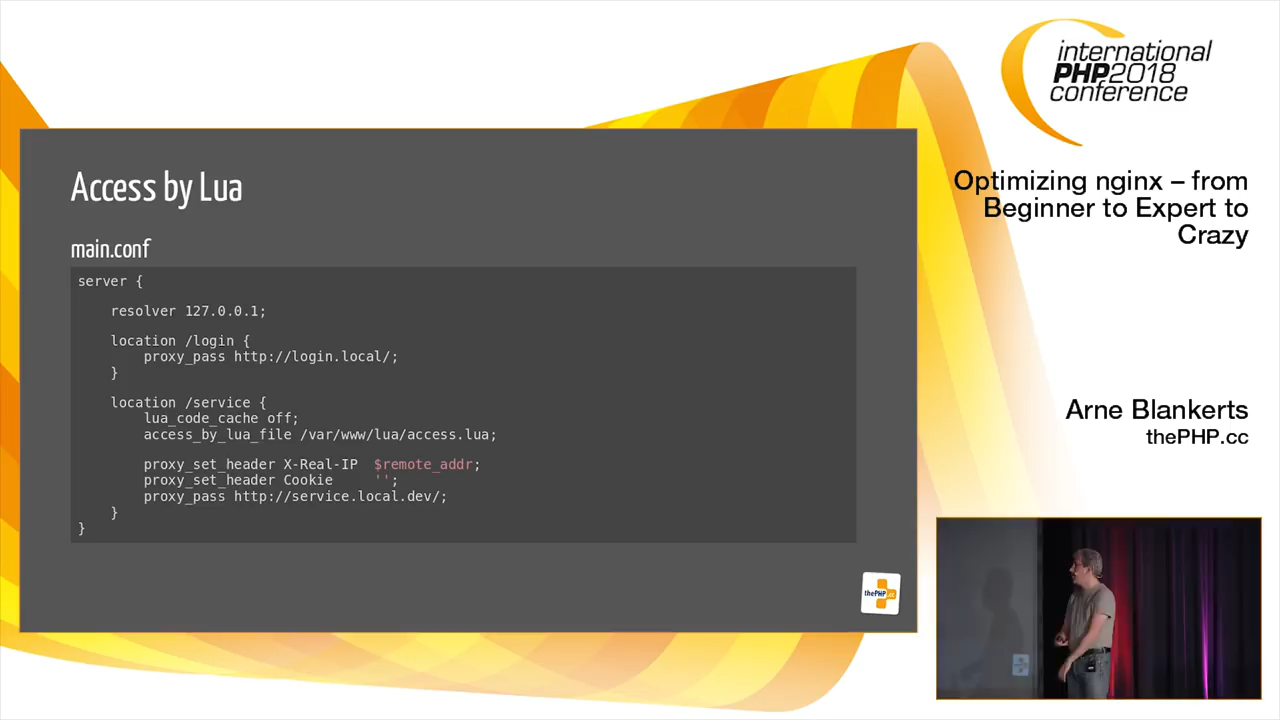 international
PHP2018
conference
Optimizing nginx – from
Beginner to Expert to
Crazy
Arne Blankerts
thePHP.cc
Access by Lua
main.conf
server {
resolver 127.0.0.1;
location /login {
proxy_pass http://login.local/;
}
location /service {
lua_code_cache off;
access_by_lua_file /var/www/lua/access.lua;
proxy_set_header X-Real-IP $remote_addr;
proxy_set_header Cookie '';
proxy_pass http://service.local.dev/;
}
}
thePHP.cc